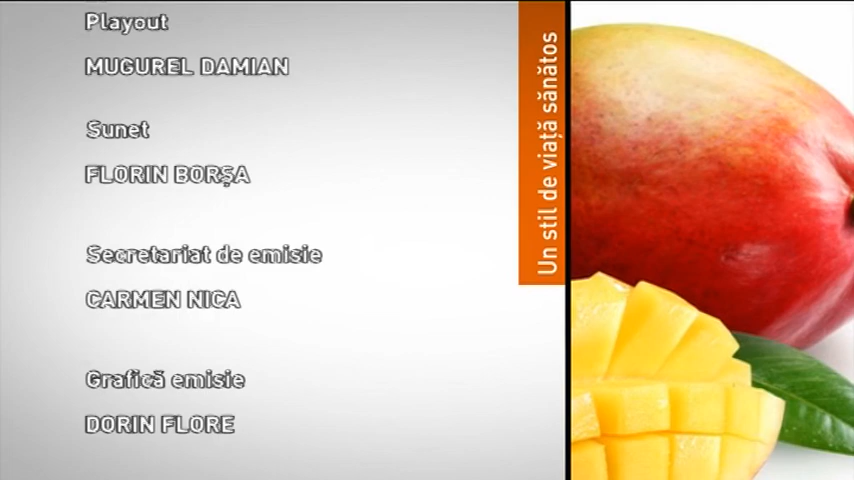 Playout
MUGUREL DAMIAN
Sunet
FLORIN BORȘA
Secretariat de emisie
CARMEN NICA
Grafică emisie
DORIN FLORE
Un stil de viață sănătos